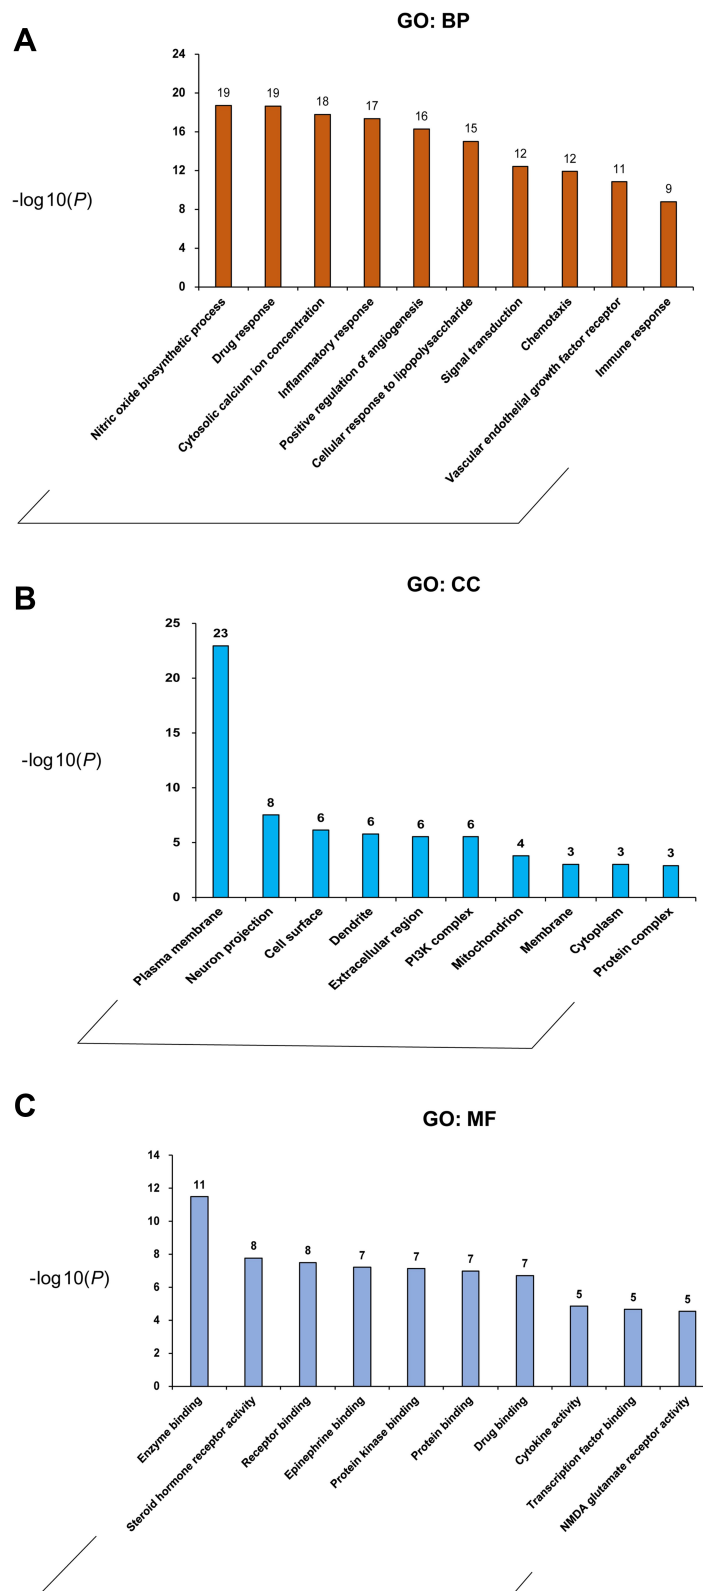 GO: BP
A
24
20
16
12
8
4
0
-log10(P)
19
19
18
17
16
15
12
12
11
9
Nitric oxide biosynthetic process
Drug response
Cytosolic calcium ion concentration
Inflammatory response
Positive regulation of angiogenesis
Cellular response to lipopolysaccharide
Signal transduction
Chemotaxis
Vascular endothelial growth factor receptor
Immune response
GO: CC
B
25
20
15
10
5
0
-log10(P)
23
8
6
6
6
6
4
3
3
3
Plasma membrane
Neuron projection
Cell surface
Dendrite
Extracellular region
PI3K complex
Mitochondrion
Membrane
Cytoplasm
Protein complex
C
GO: MF
14
12
10
8
6
4
2
0
-log10(P)
11
8
8
7
7
7
7
5
5
5
Enzyme binding
Steroid hormone receptor activity
Receptor binding
Epinephrine binding
Protein kinase binding
Protein binding
Drug binding
Cytokine activity
Transcription factor binding
NMDA glutamate receptor activity